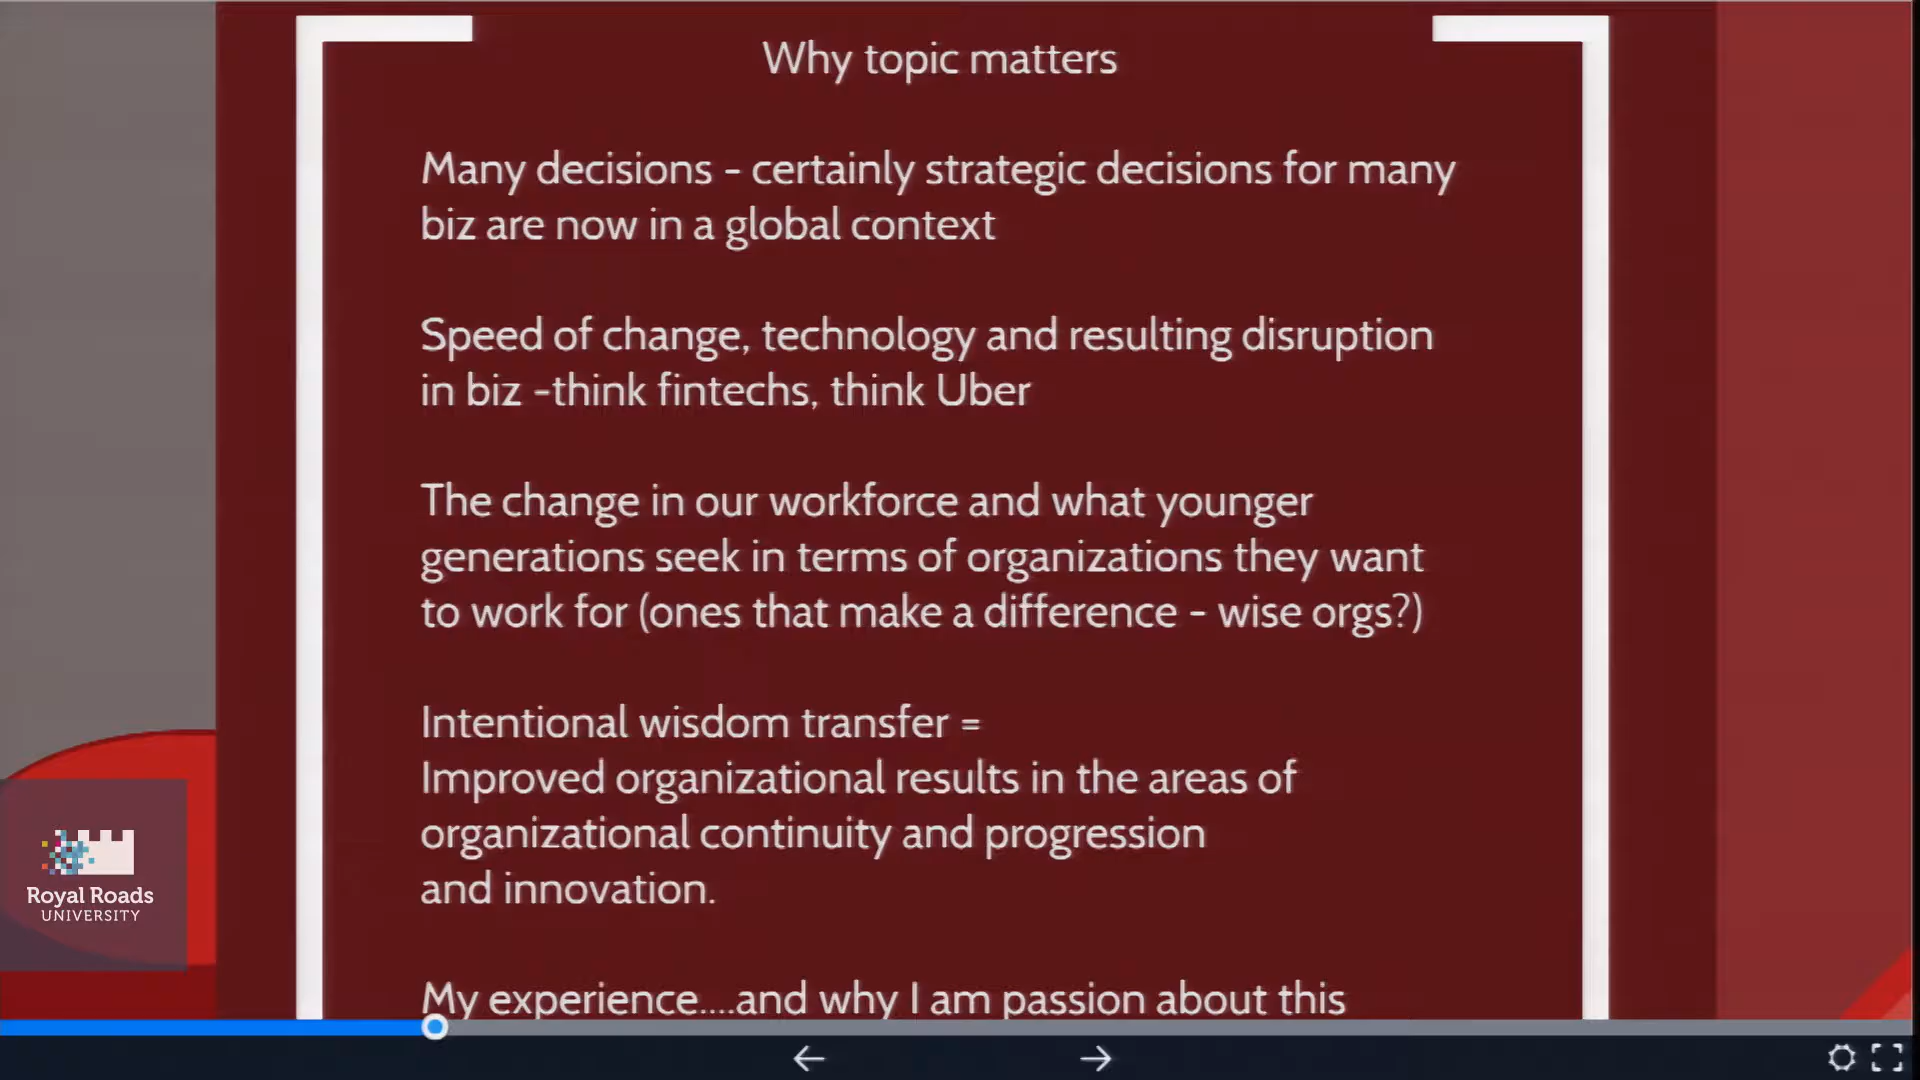 Why topic matters
Many decisions - certainly strategic decisions for many
biz are now in a global context
Speed of change, technology and resulting disruption
in biz -think fintechs, think Uber
The change in our workforce and what younger
generations seek in terms of organizations they want
to work for (ones that make a difference - wise orgs?)
Intentional wisdom transfer =
Improved organizational results in the areas of
organizational continuity and progression
and innovation.
My experience....and why I am passion about this
Royal Roads
UNIVERSITY